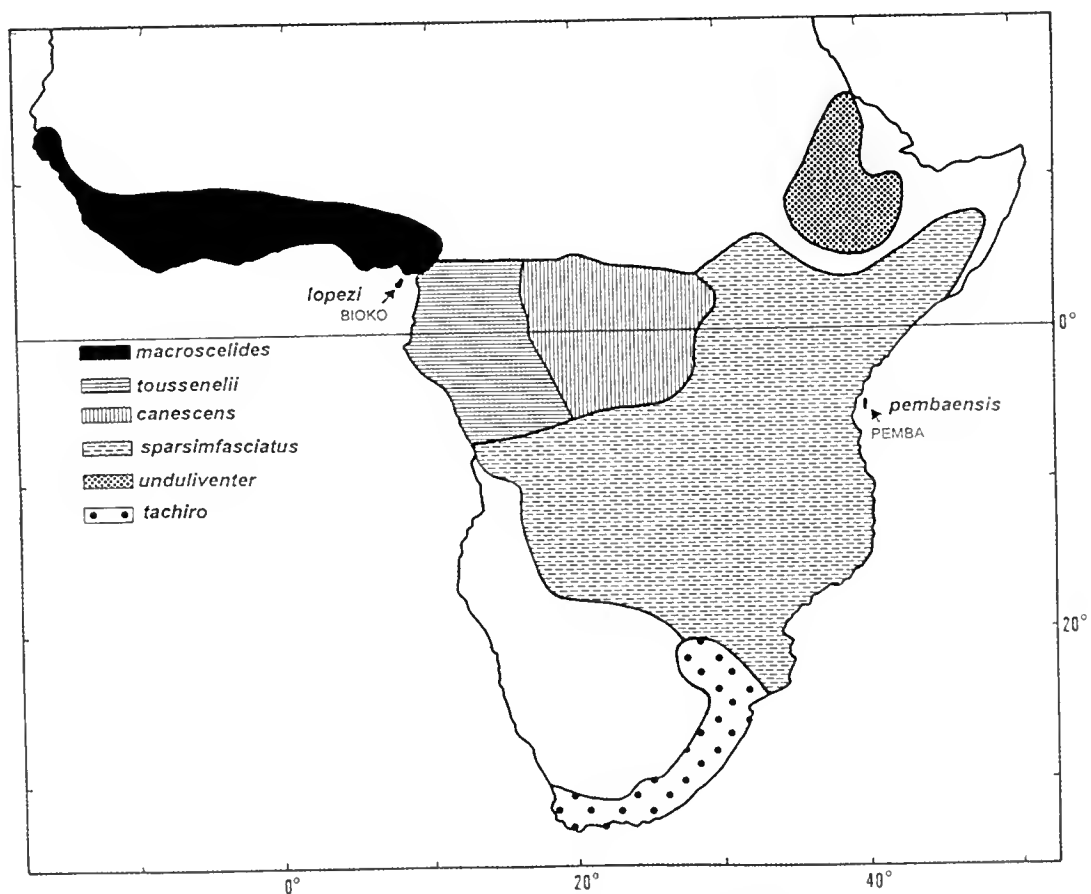 lopezi
BIOKO
0°
macroscelides
toussenelii
canescens
pembaensis
PEMBA
sparsimfasciatus
unduliventer
tachiro
20°
0°
20°
40°